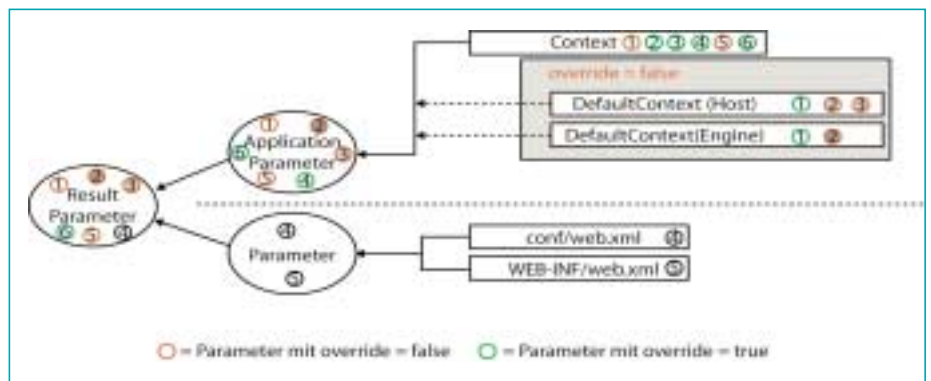 Context ① ② ③ ④ ⑤ ⑥
override = false
DefaultContext (Host) ① ② ③
DefaultContext(Engine) ① ②
① ②
Application
⑥ ③
Parameter
⑤ ④
① ② ③
Result
Parameter
⑥ ⑤ ④
④
Parameter
⑤
conf/web.xml ④
WEB-INF/web.xml ⑤
= Parameter mit override = false
= Parameter mit override = true